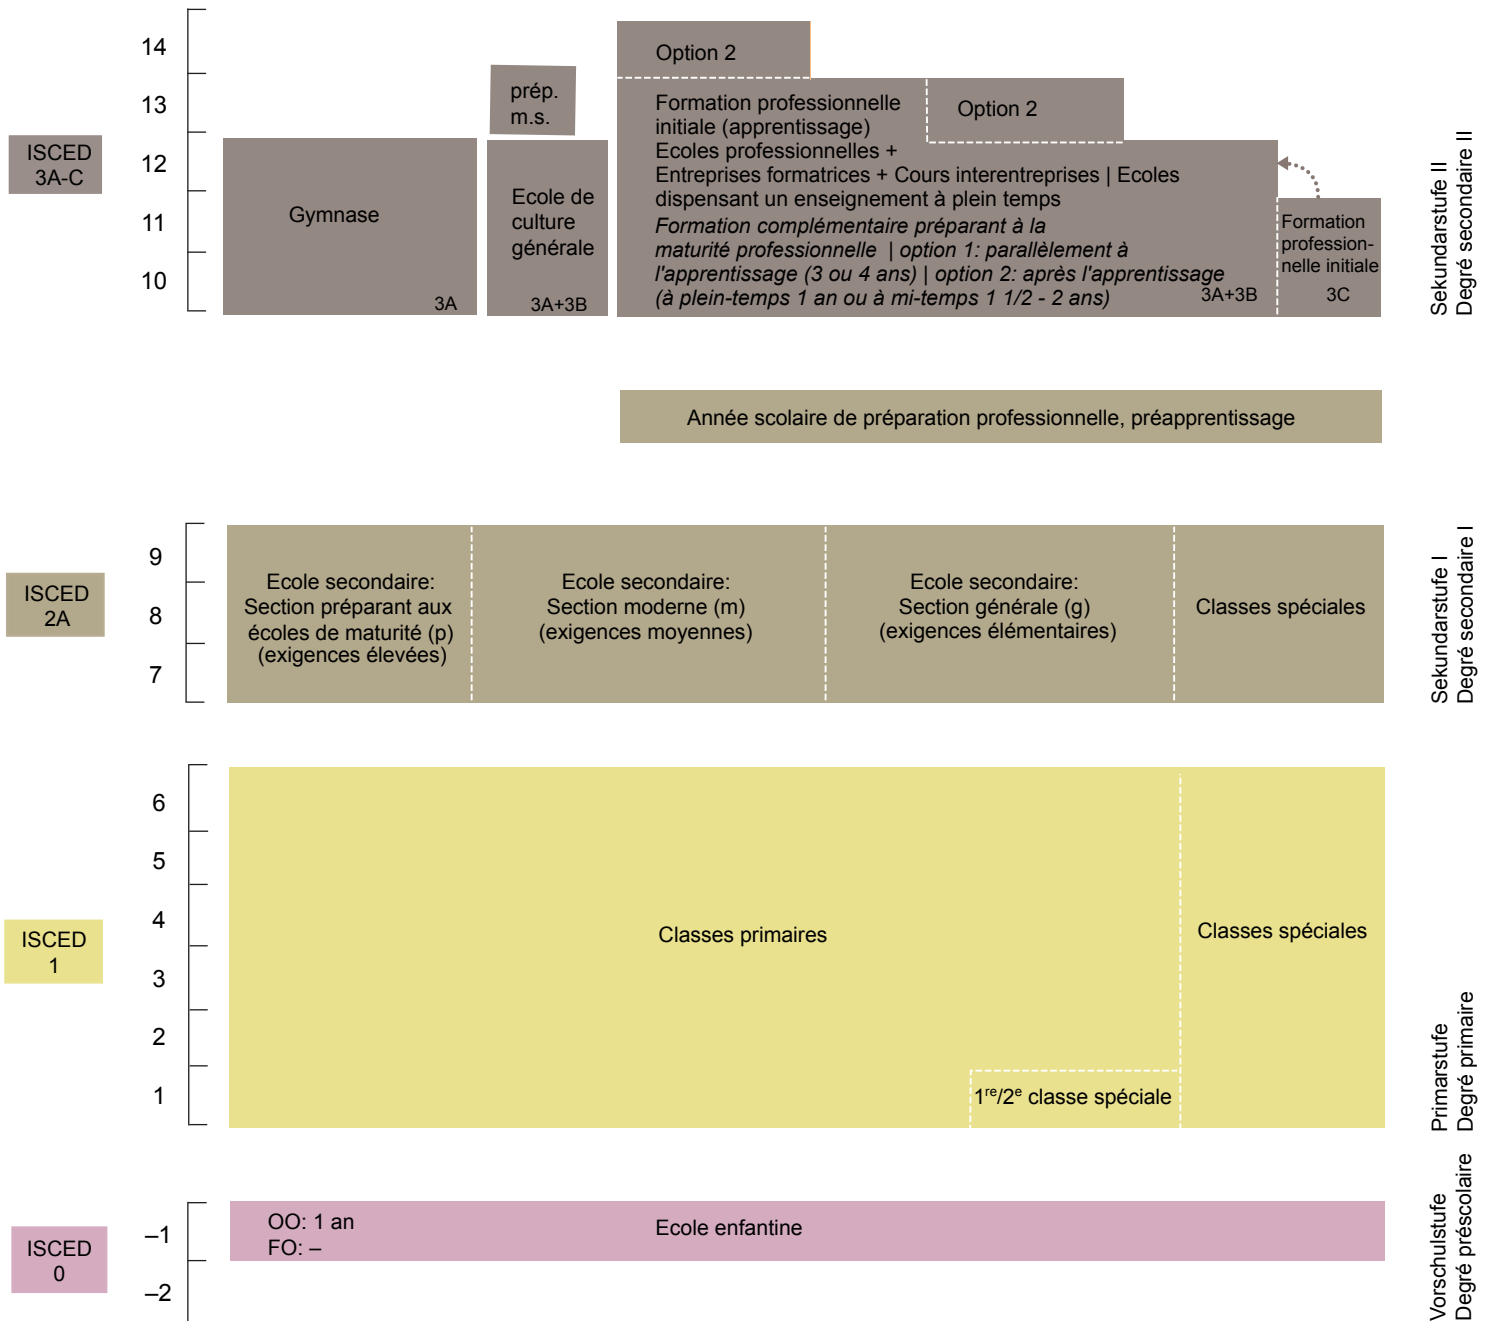 14
13
12
11
10
ISCED
3A-C
Gymnase
3A
prép.
m.s.
Ecole de
culture
générale
3A+3B
Option 2
Formation professionnelle
initiale (apprentissage)
Ecoles professionnelles +
Entreprises formatrices + Cours interentreprises | Ecoles
dispensant un enseignement à plein temps
Formation complémentaire préparant à la
maturité professionnelle | option 1: parallèlement à
l'apprentissage (3 ou 4 ans) | option 2: après l'apprentissage
(à plein-temps 1 an ou à mi-temps 1 1/2 - 2 ans)
3A+3B
Option 2
Formation
profession-
nelle initiale
3C
Sekundarstufe II
Degré secondaire II
Année scolaire de préparation professionnelle, préapprentissage
9
8
7
ISCED
2A
Ecole secondaire:
Section préparant aux
écoles de maturité (p)
(exigences élevées)
Ecole secondaire:
Section moderne (m)
(exigences moyennes)
Ecole secondaire:
Section générale (g)
(exigences élémentaires)
Classes spéciales
Sekundarstufe I
Degré secondaire I
6
5
4
3
2
1
ISCED
1
Classes primaires
Classes spéciales
1re/2e classe spéciale
Primarstufe
Degré primaire
–1
–2
ISCED
0
OO: 1 an
FO: –
Ecole enfantine
Vorschulstufe
Degré préscolaire